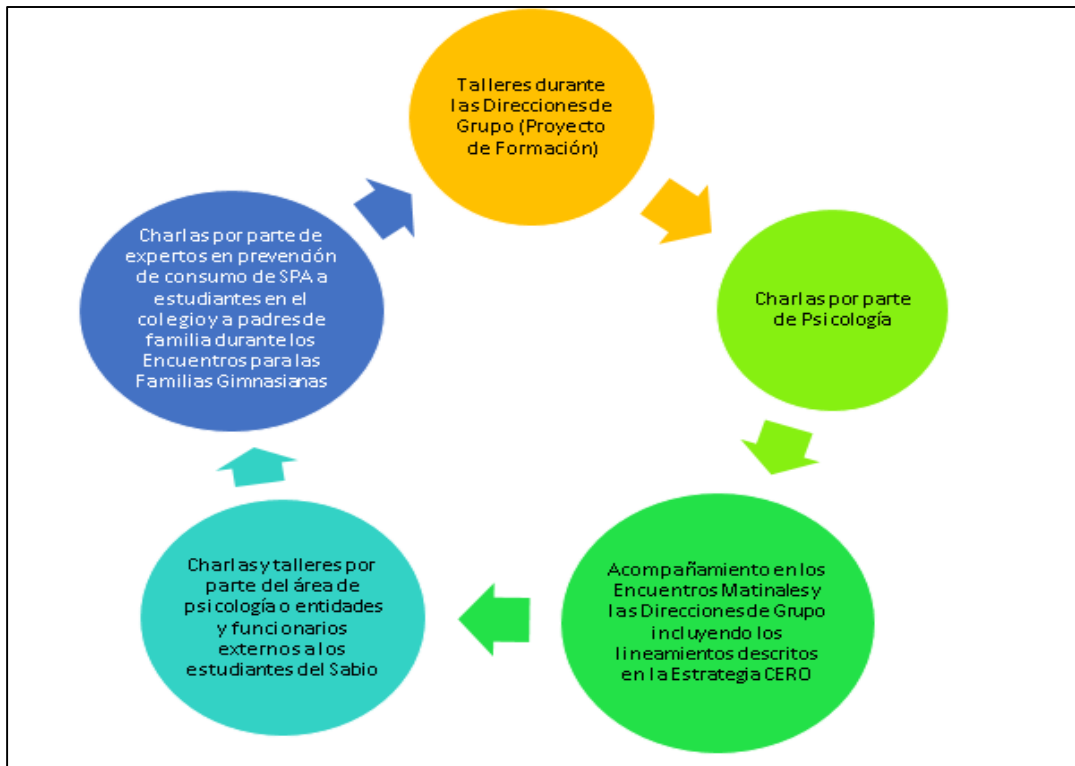 Talleres durante
las Direcciones de
Grupo (Proyecto
de Formación)
Charlas por parte
de Psicología
Acompañamiento en los
Encuentros Matinales y
las Direcciones de Grupo
incluyendo los
lineamientos descritos
en la Estrategia CERO
Charlas y talleres por
parte del área de
psicología o entidades
y funcionarios
externos a los
estudiantes del Sabio
Charlas por parte de
expertos en prevención
de consumo de SPA a
estudiantes en el
colegio y a padres de
familia durante los
Encuentros para las
Familias Gimnasianas